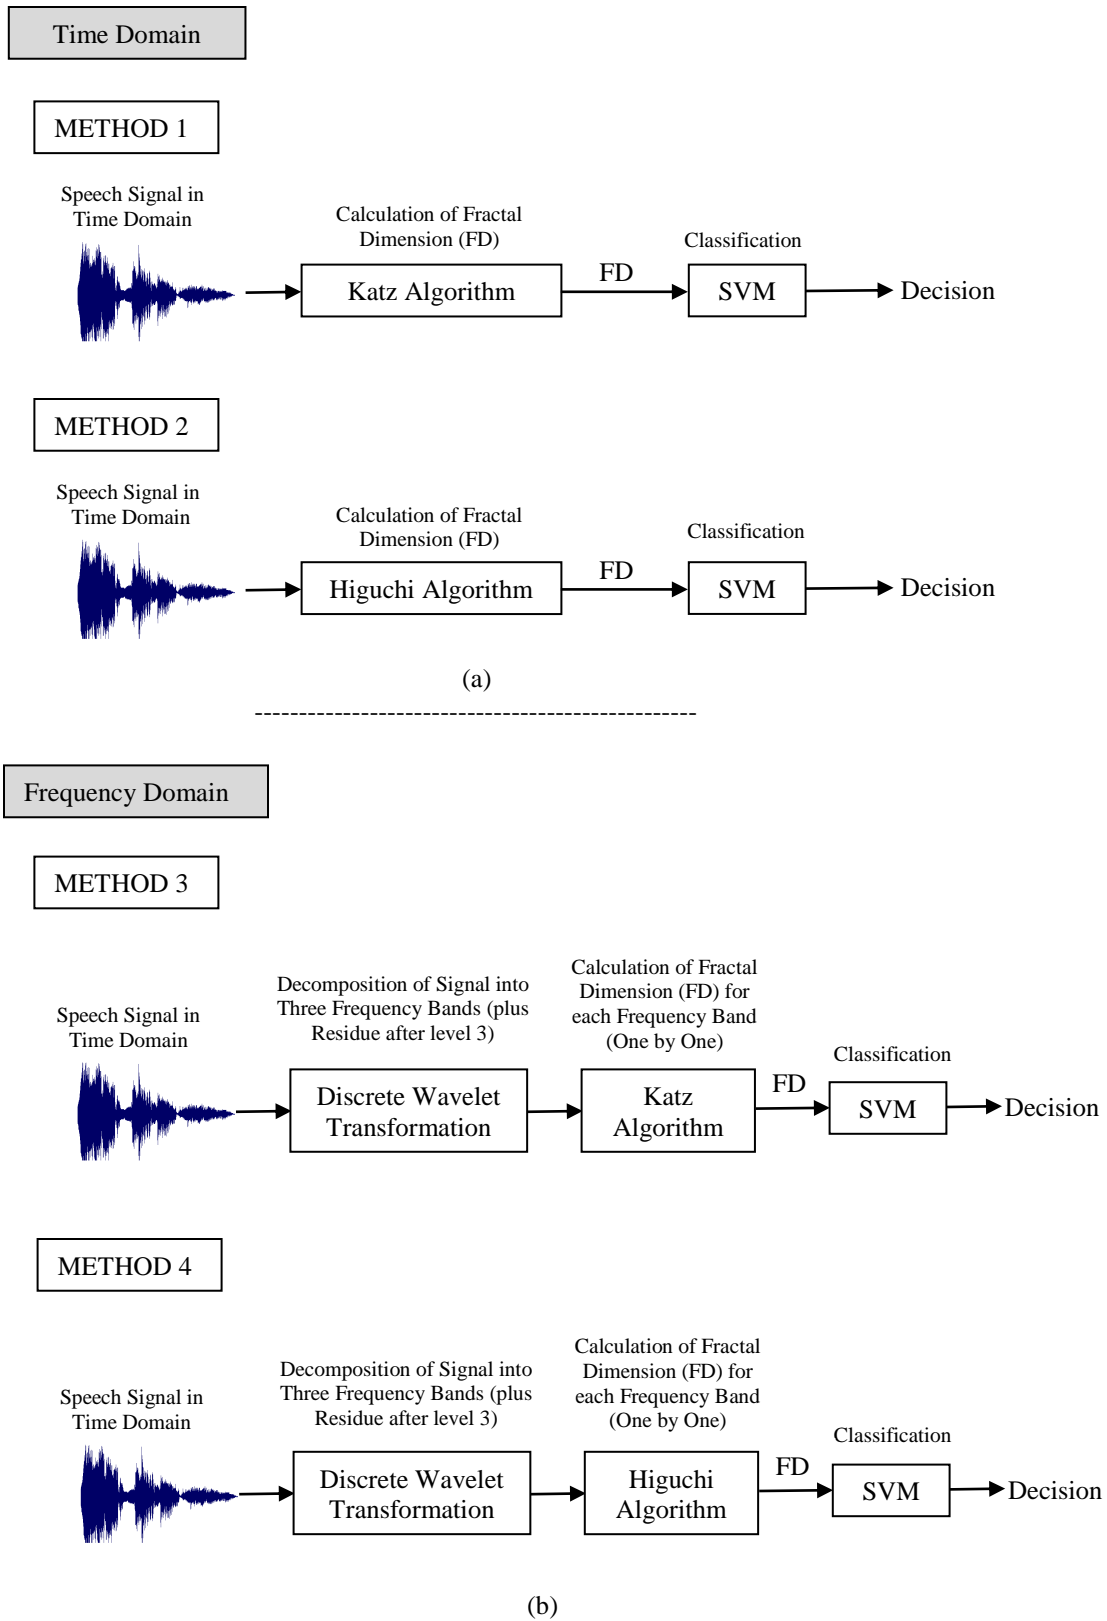 Time Domain
METHOD 1
Speech Signal in
Time Domain
Calculation of Fractal
Dimension (FD)
Classification
Katz Algorithm
FD
SVM
Decision
METHOD 2
Speech Signal in
Time Domain
Calculation of Fractal
Dimension (FD)
Classification
Higuchi Algorithm
FD
SVM
Decision
(a)
--------------------------------------------------
Frequency Domain
METHOD 3
Speech Signal in
Time Domain
Decomposition of Signal into
Three Frequency Bands (plus
Residue after level 3)
Calculation of Fractal
Dimension (FD) for
each Frequency Band
(One by One)
Classification
Discrete Wavelet
Transformation
Katz
Algorithm
FD
SVM
Decision
METHOD 4
Speech Signal in
Time Domain
Decomposition of Signal into
Three Frequency Bands (plus
Residue after level 3)
Calculation of Fractal
Dimension (FD) for
each Frequency Band
(One by One)
Classification
Discrete Wavelet
Transformation
Higuchi
Algorithm
FD
SVM
Decision
(b)